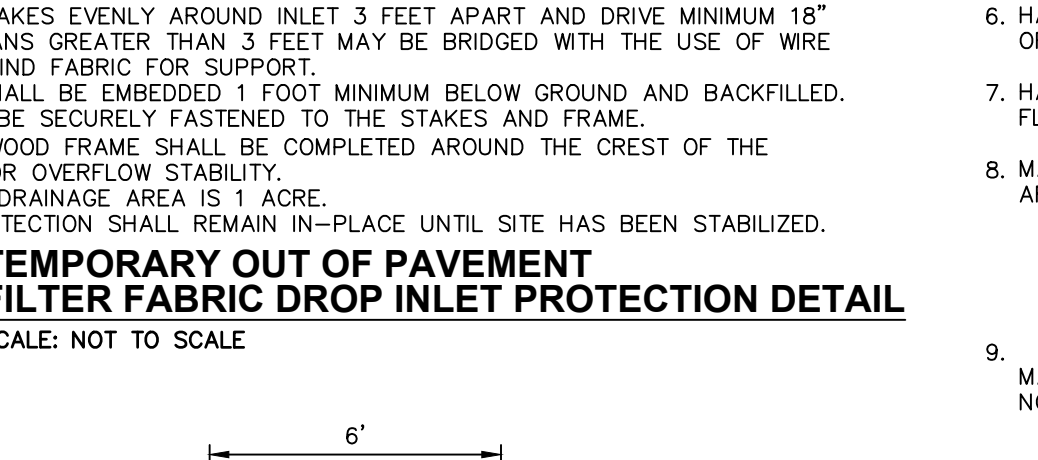 AKES EVENLY AROUND INLET 3 FEET APART AND DRIVE MINIMUM 18"
ANS GREATER THAN 3 FEET MAY BE BRIDGED WITH THE USE OF WIRE
IND FABRIC FOR SUPPORT.
HALL BE EMBEDDED 1 FOOT MINIMUM BELOW GROUND AND BACKFILLED.
BE SECURELY FASTENED TO THE STAKES AND FRAME.
WOOD FRAME SHALL BE COMPLETED AROUND THE CREST OF THE
OR OVERFLOW STABILITY.
DRAINAGE AREA IS 1 ACRE.
TECTION SHALL REMAIN IN-PLACE UNTIL SITE HAS BEEN STABILIZED.
TEMPORARY OUT OF PAVEMENT
FILTER FABRIC DROP INLET PROTECTION DETAIL
CALE: NOT TO SCALE
6'
6. HA
7. HA
FL
8. M
9.
M
NO